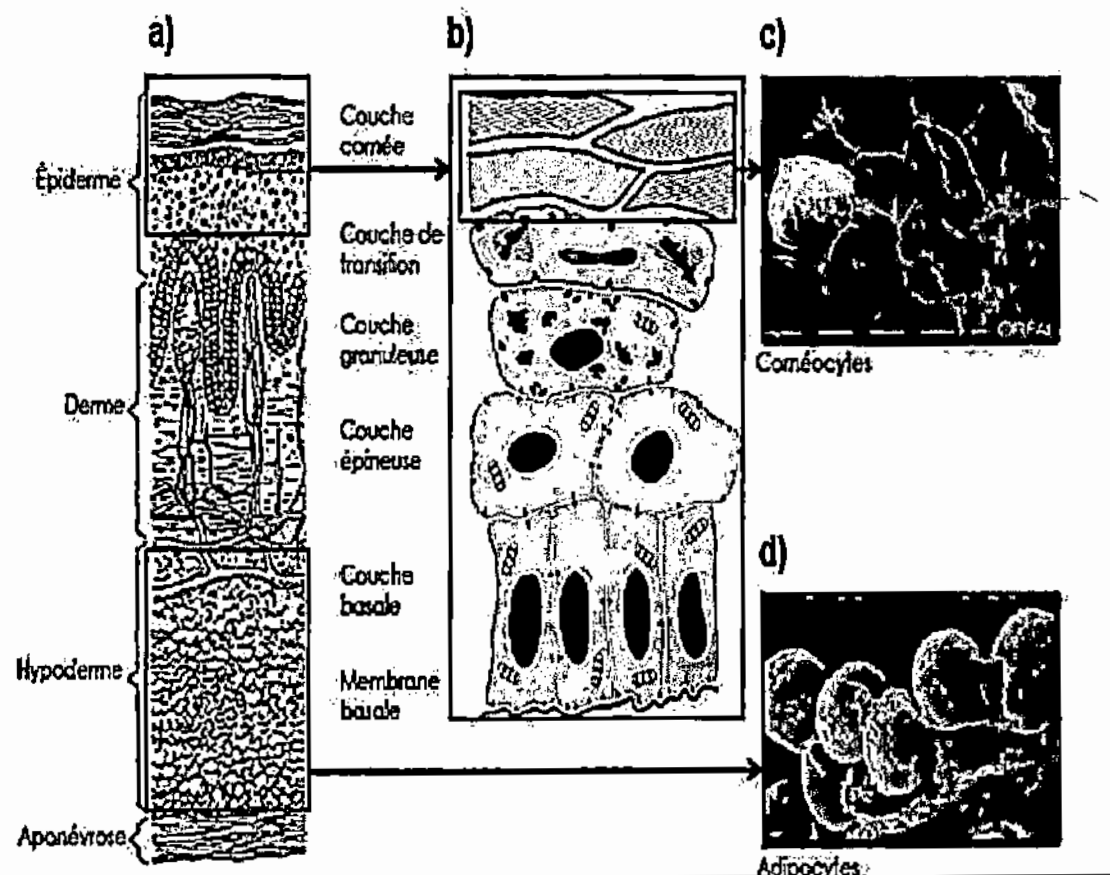 a)
b)
c)
Épiderme
Derme
Hypoderme
Aponévrose
Couche
cornée
Couche de
transition
Couche
granuleuse
Couche
épineuse
Couche
basale
Membrane
basale
Cornéocytes
d)
Adipocytes